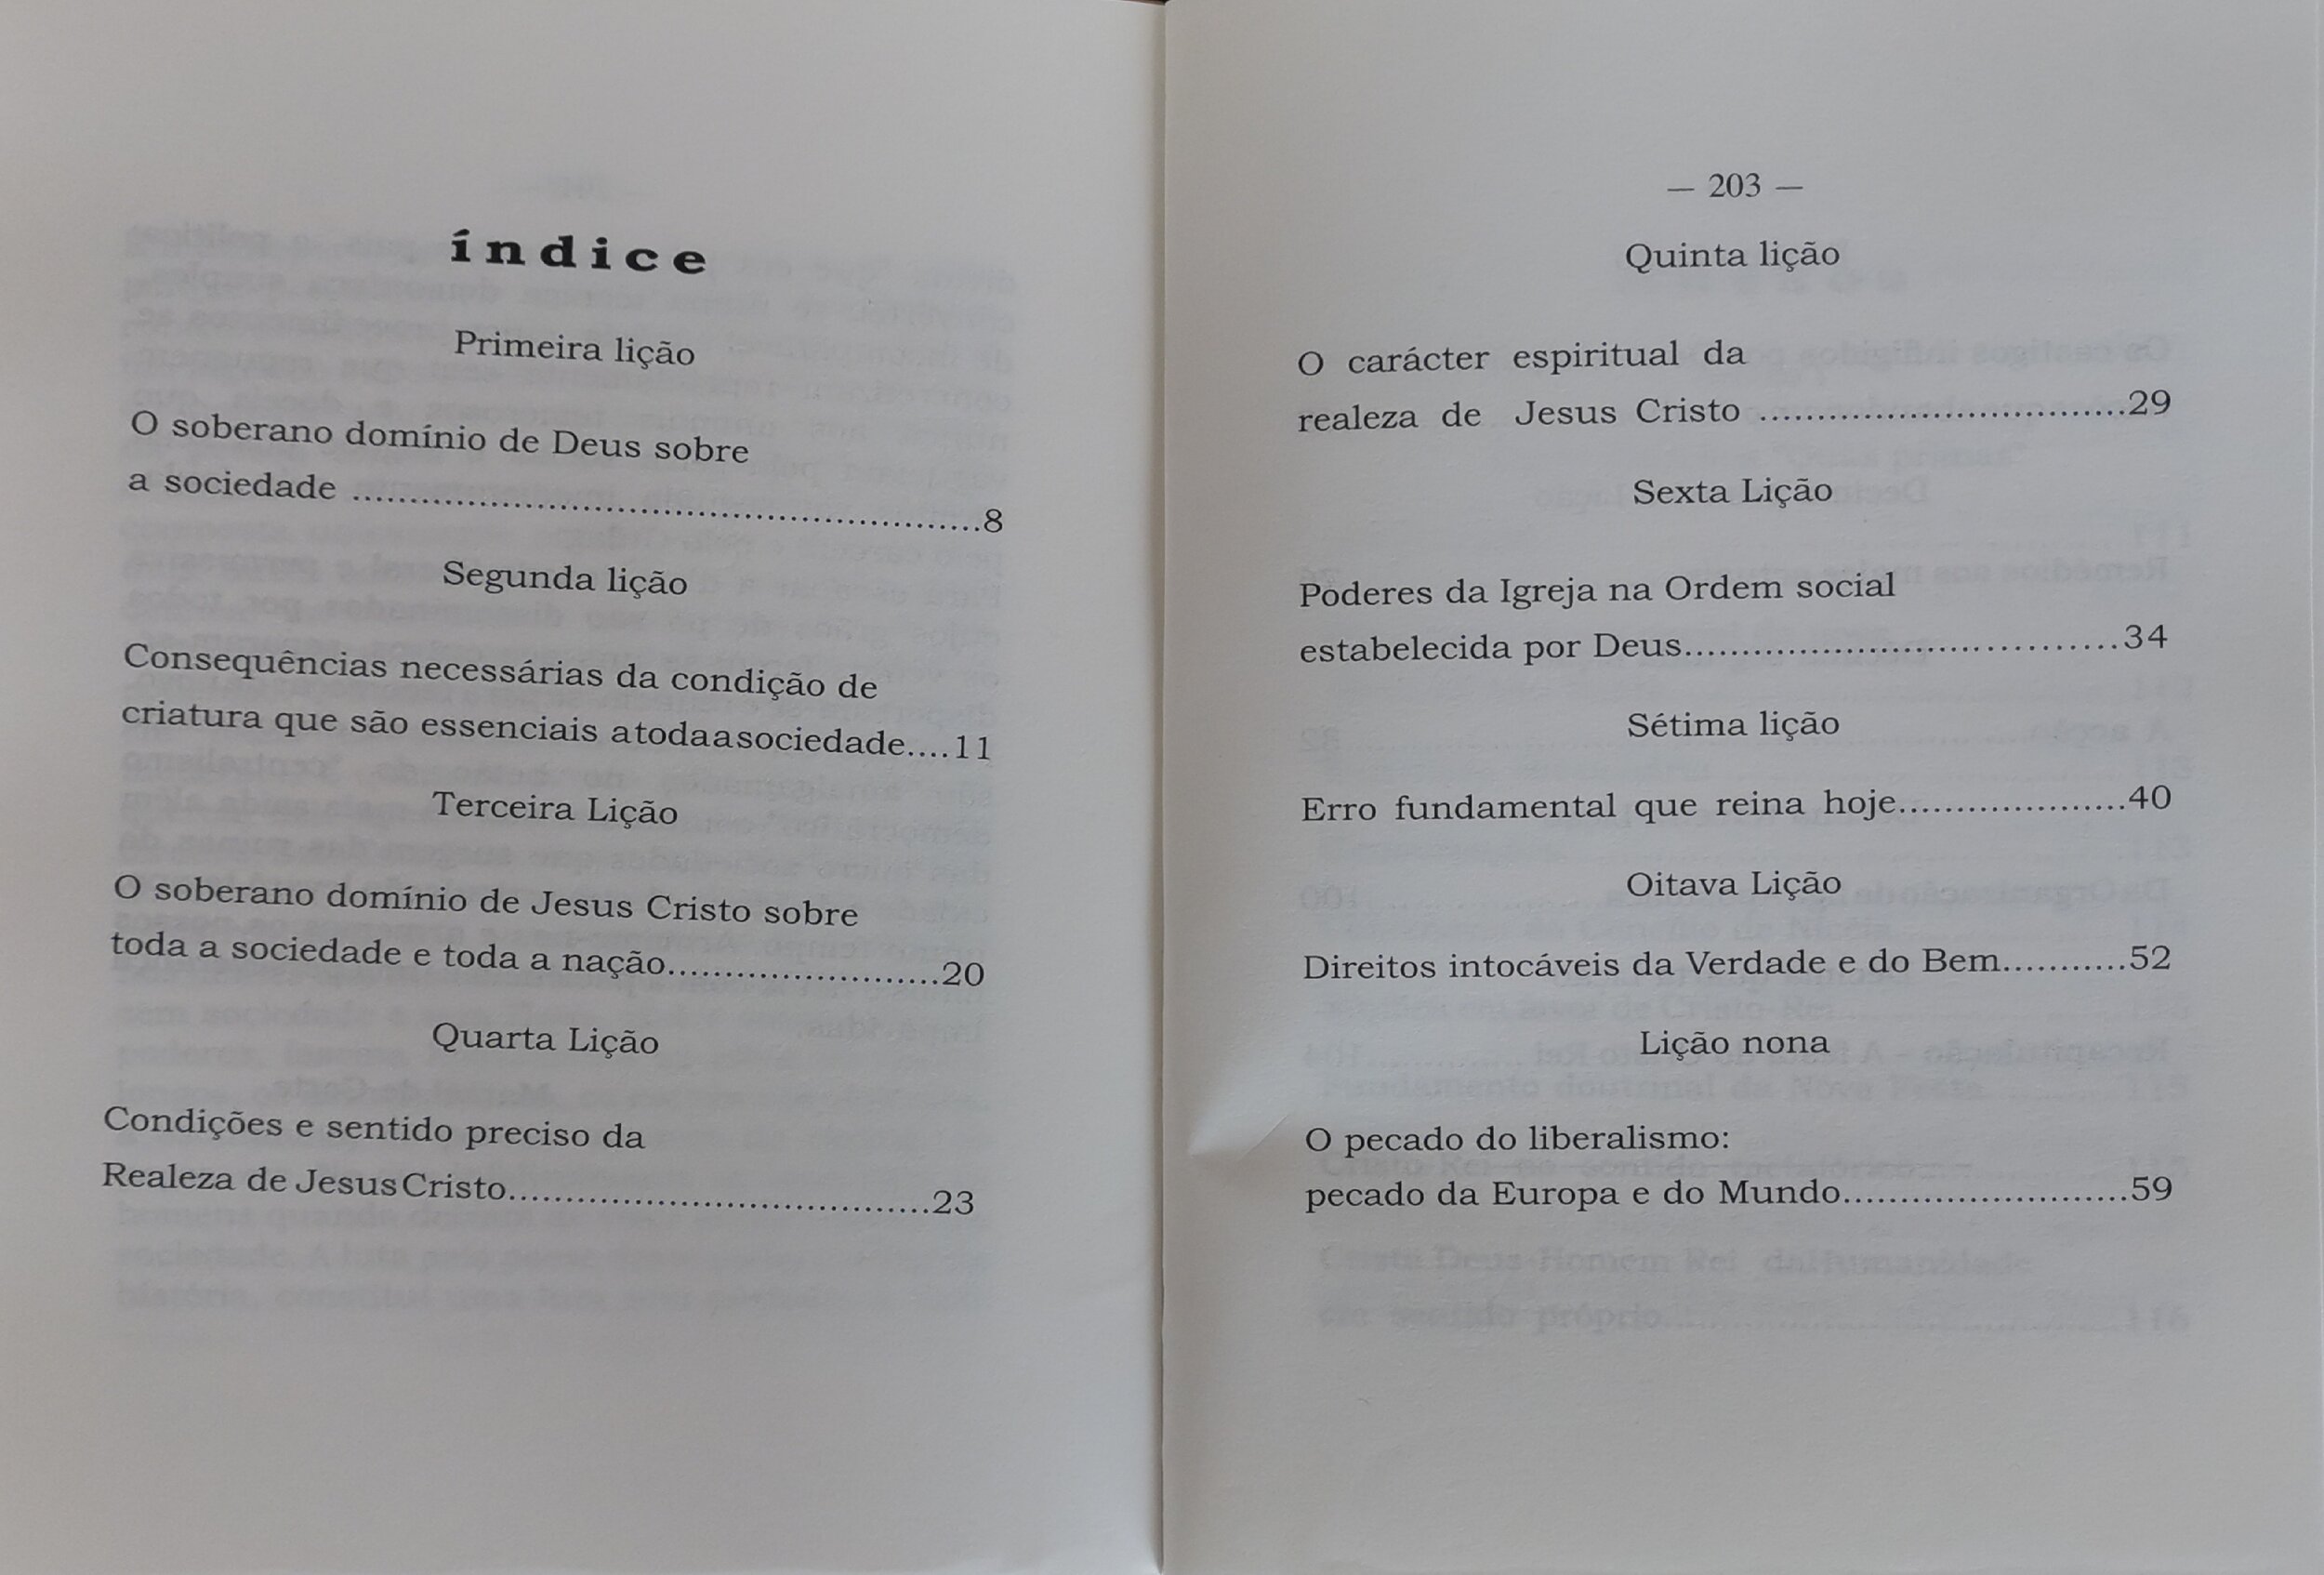 índice
Primeira lição
O soberano domínio de Deus sobre
a sociedade ............................................................8
Segunda lição
Consequências necessárias da condição de
criatura que são essenciais atodaasociedade....11
Terceira Lição
O soberano domínio de Jesus Cristo sobre
toda a sociedade e toda a nação........................20
Quarta Lição
Condições e sentido preciso da
Realeza de JesusCristo.....................................23
— 203 —
Quinta lição
O carácter espiritual da
realeza de Jesus Cristo ................................29
Sexta Lição
Poderes da Igreja na Ordem social
estabelecida por Deus......................................34
Sétima lição
Erro fundamental que reina hoje....................40
Oitava Lição
Direitos intocáveis da Verdade e do Bem...........52
Lição nona
O pecado do liberalismo:
pecado da Europa e do Mundo.........................59